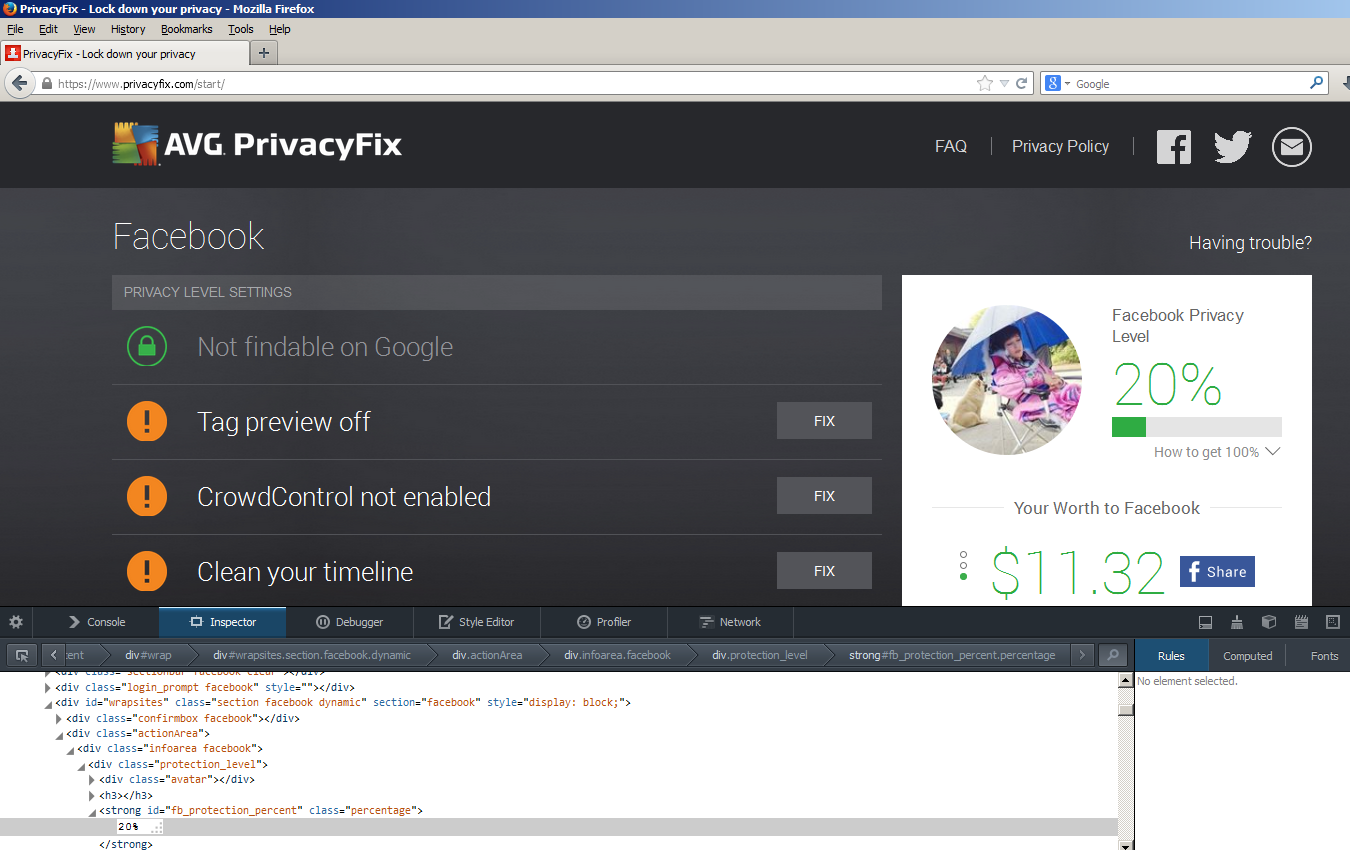 PrivacyFix - Lock down your privacy - Mozilla Firefox
File Edit View History Bookmarks Tools Help
PrivacyFix - Lock down your privacy
https://www.privacyfix.com/start/
Google
AVG. PrivacyFix
FAQ
Privacy Policy
Facebook
Having trouble?
PRIVACY LEVEL SETTINGS
Not findable on Google
Tag preview off
FIX
CrowdControl not enabled
FIX
Clean your timeline
FIX
Facebook Privacy
Level
20%
How to get 100%
Your Worth to Facebook
$11.32
Share
Console Inspector Debugger Style Editor Profiler Network
div#wrap div#wrapsites.section.facebook.dynamic div.actionArea div.infoarea.facebook div.protection_level strong#fb_protection_percent.percentage
Rules Computed Fonts
No element selected.
<div class="login_prompt facebook" style=""></div>
<div id="wrapsites" class="section facebook dynamic" section="facebook" style="display: block;">
<div class="confirmbox facebook"></div>
<div class="actionArea">
<div class="infoarea facebook">
<div class="protection_level">
<div class="avatar"></div>
<h3></h3>
<strong id="fb_protection_percent" class="percentage">
20%
</strong>